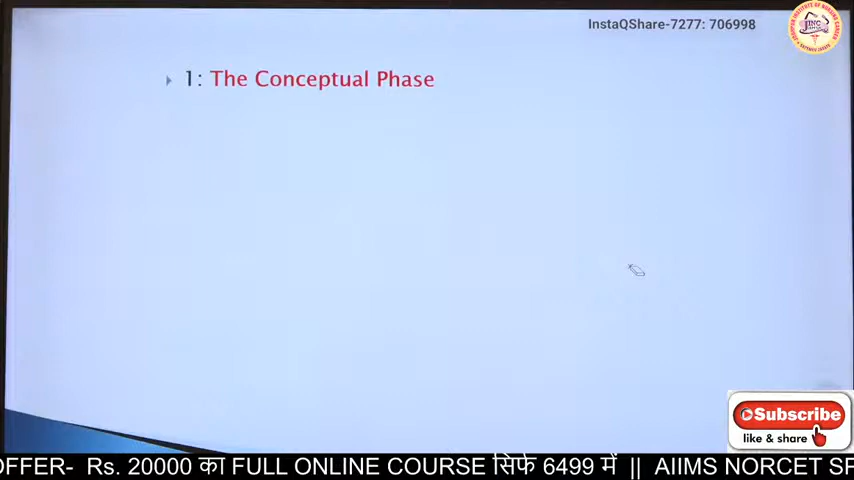 InstaQShare-7277: 706998
1: The Conceptual Phase
Subscribe
like & share
OFFER- Rs. 20000 का FULL ONLINE COURSE सिर्फ 6499 में || AIIMS NORCET